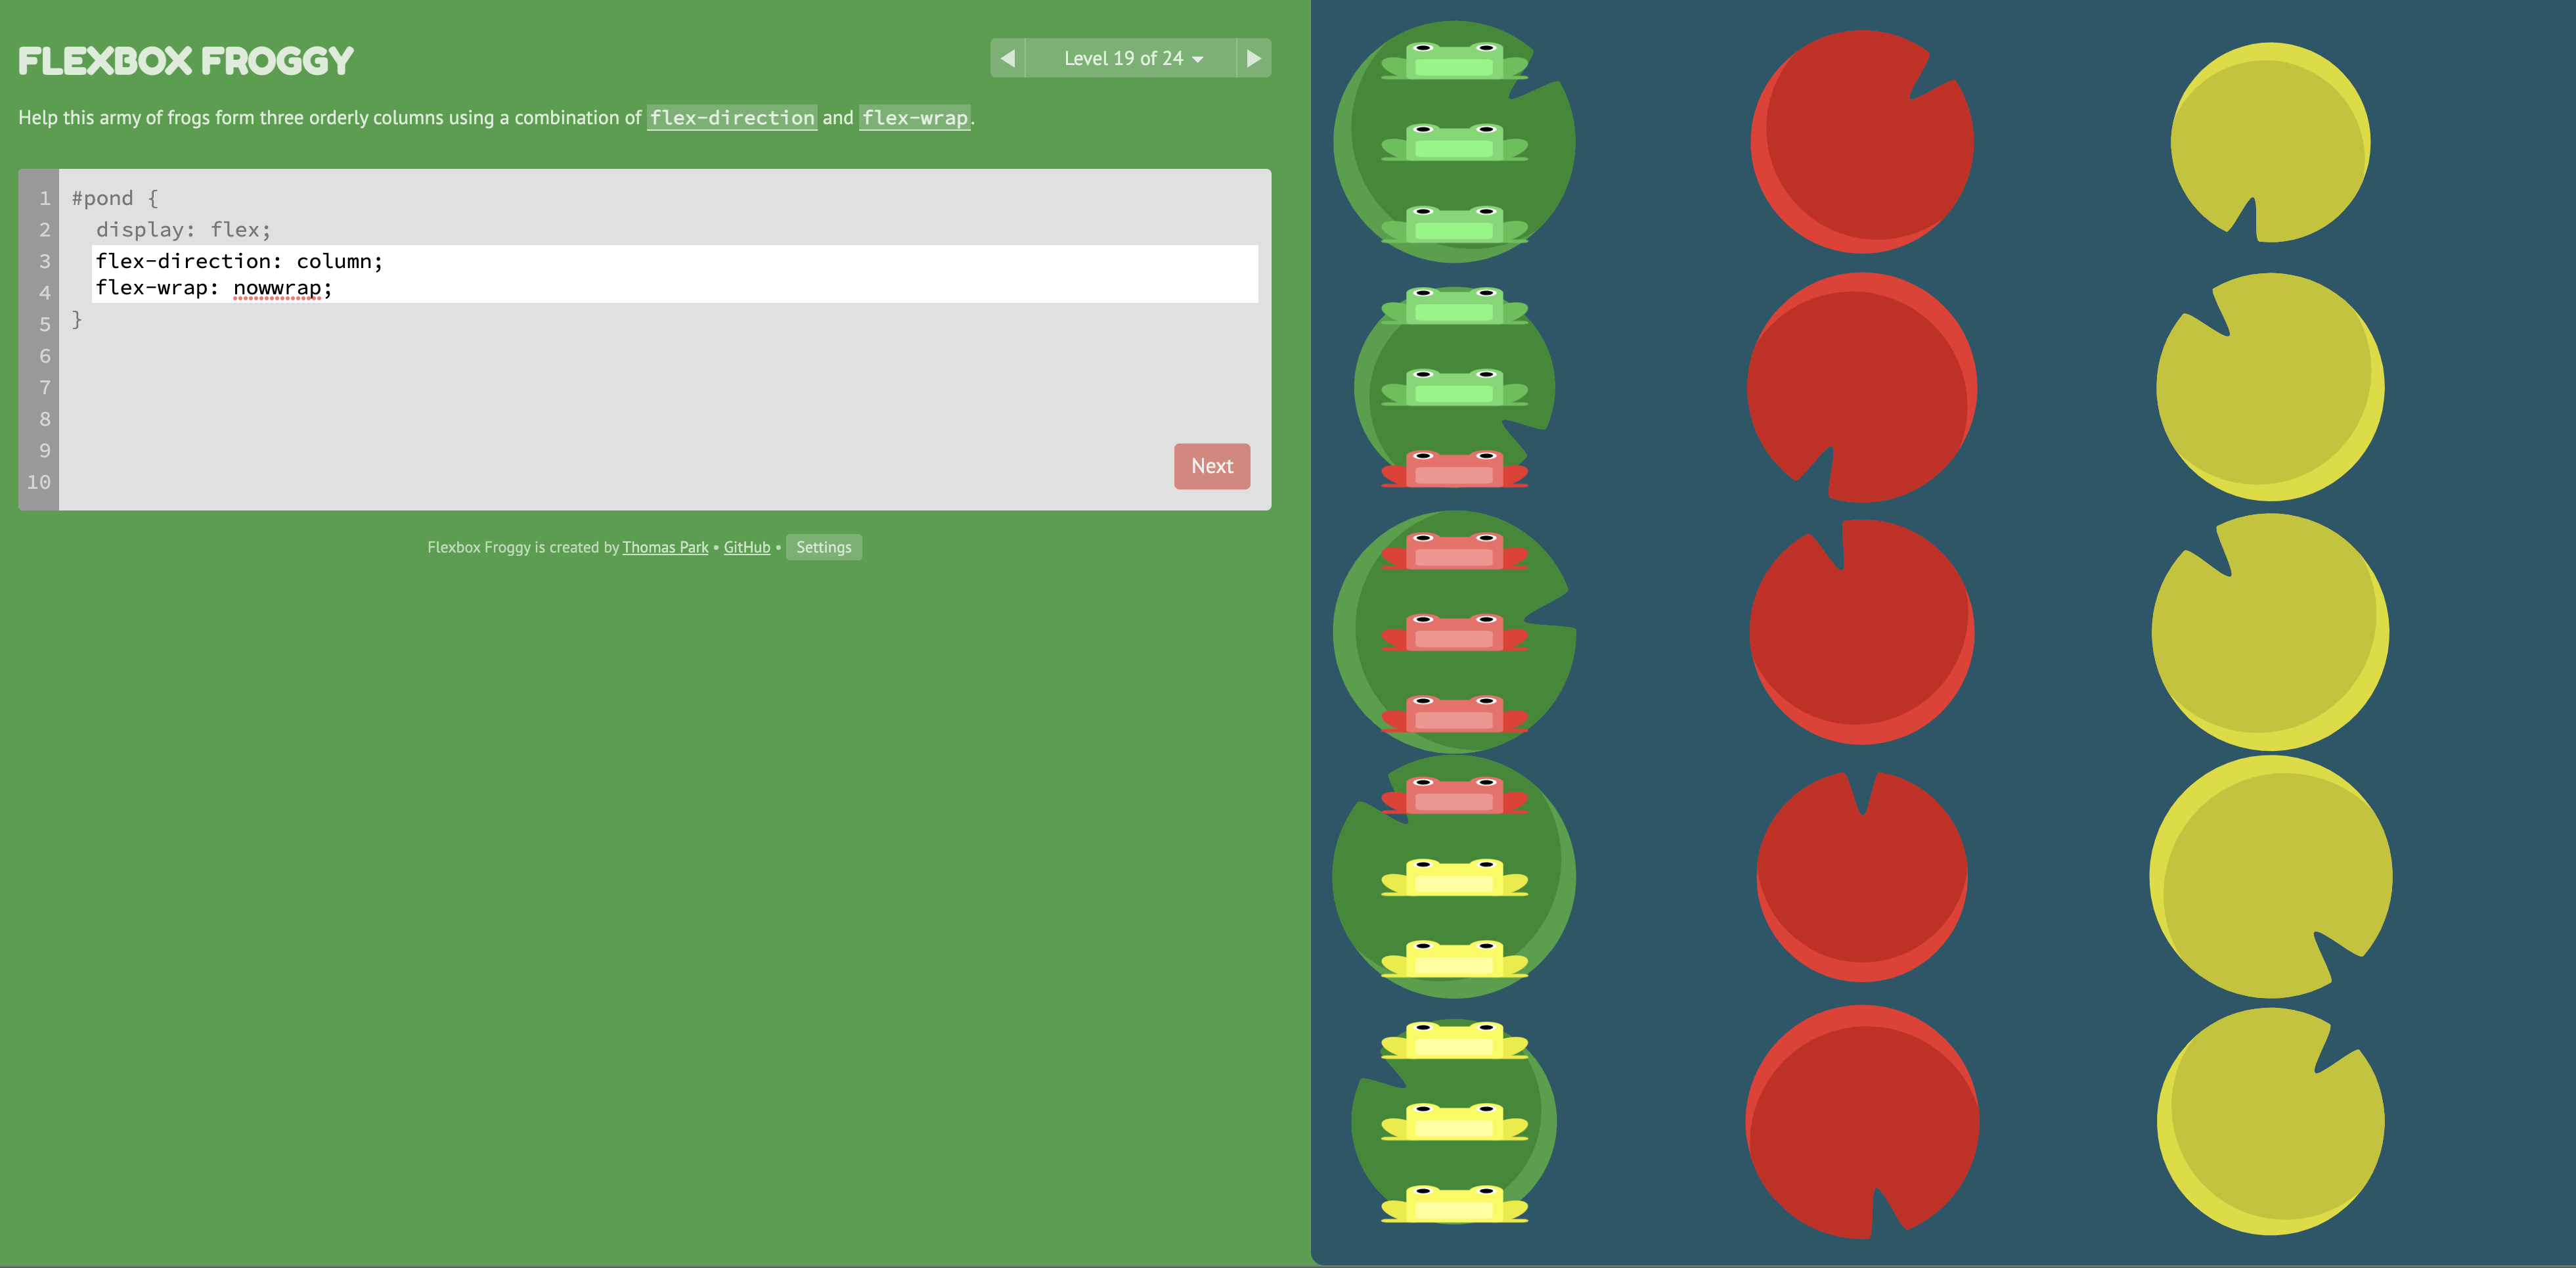 FLEXBOX FROGGY
Level 19 of 24
Help this army of frogs form three orderly columns using a combination of flex-direction and flex-wrap.
1 #pond {
2 display: flex;
3 flex-direction: column;
4 flex-wrap: nowwrap;
5 }
6
7
8
9
10
Next
Flexbox Froggy is created by Thomas Park • GitHub • Settings